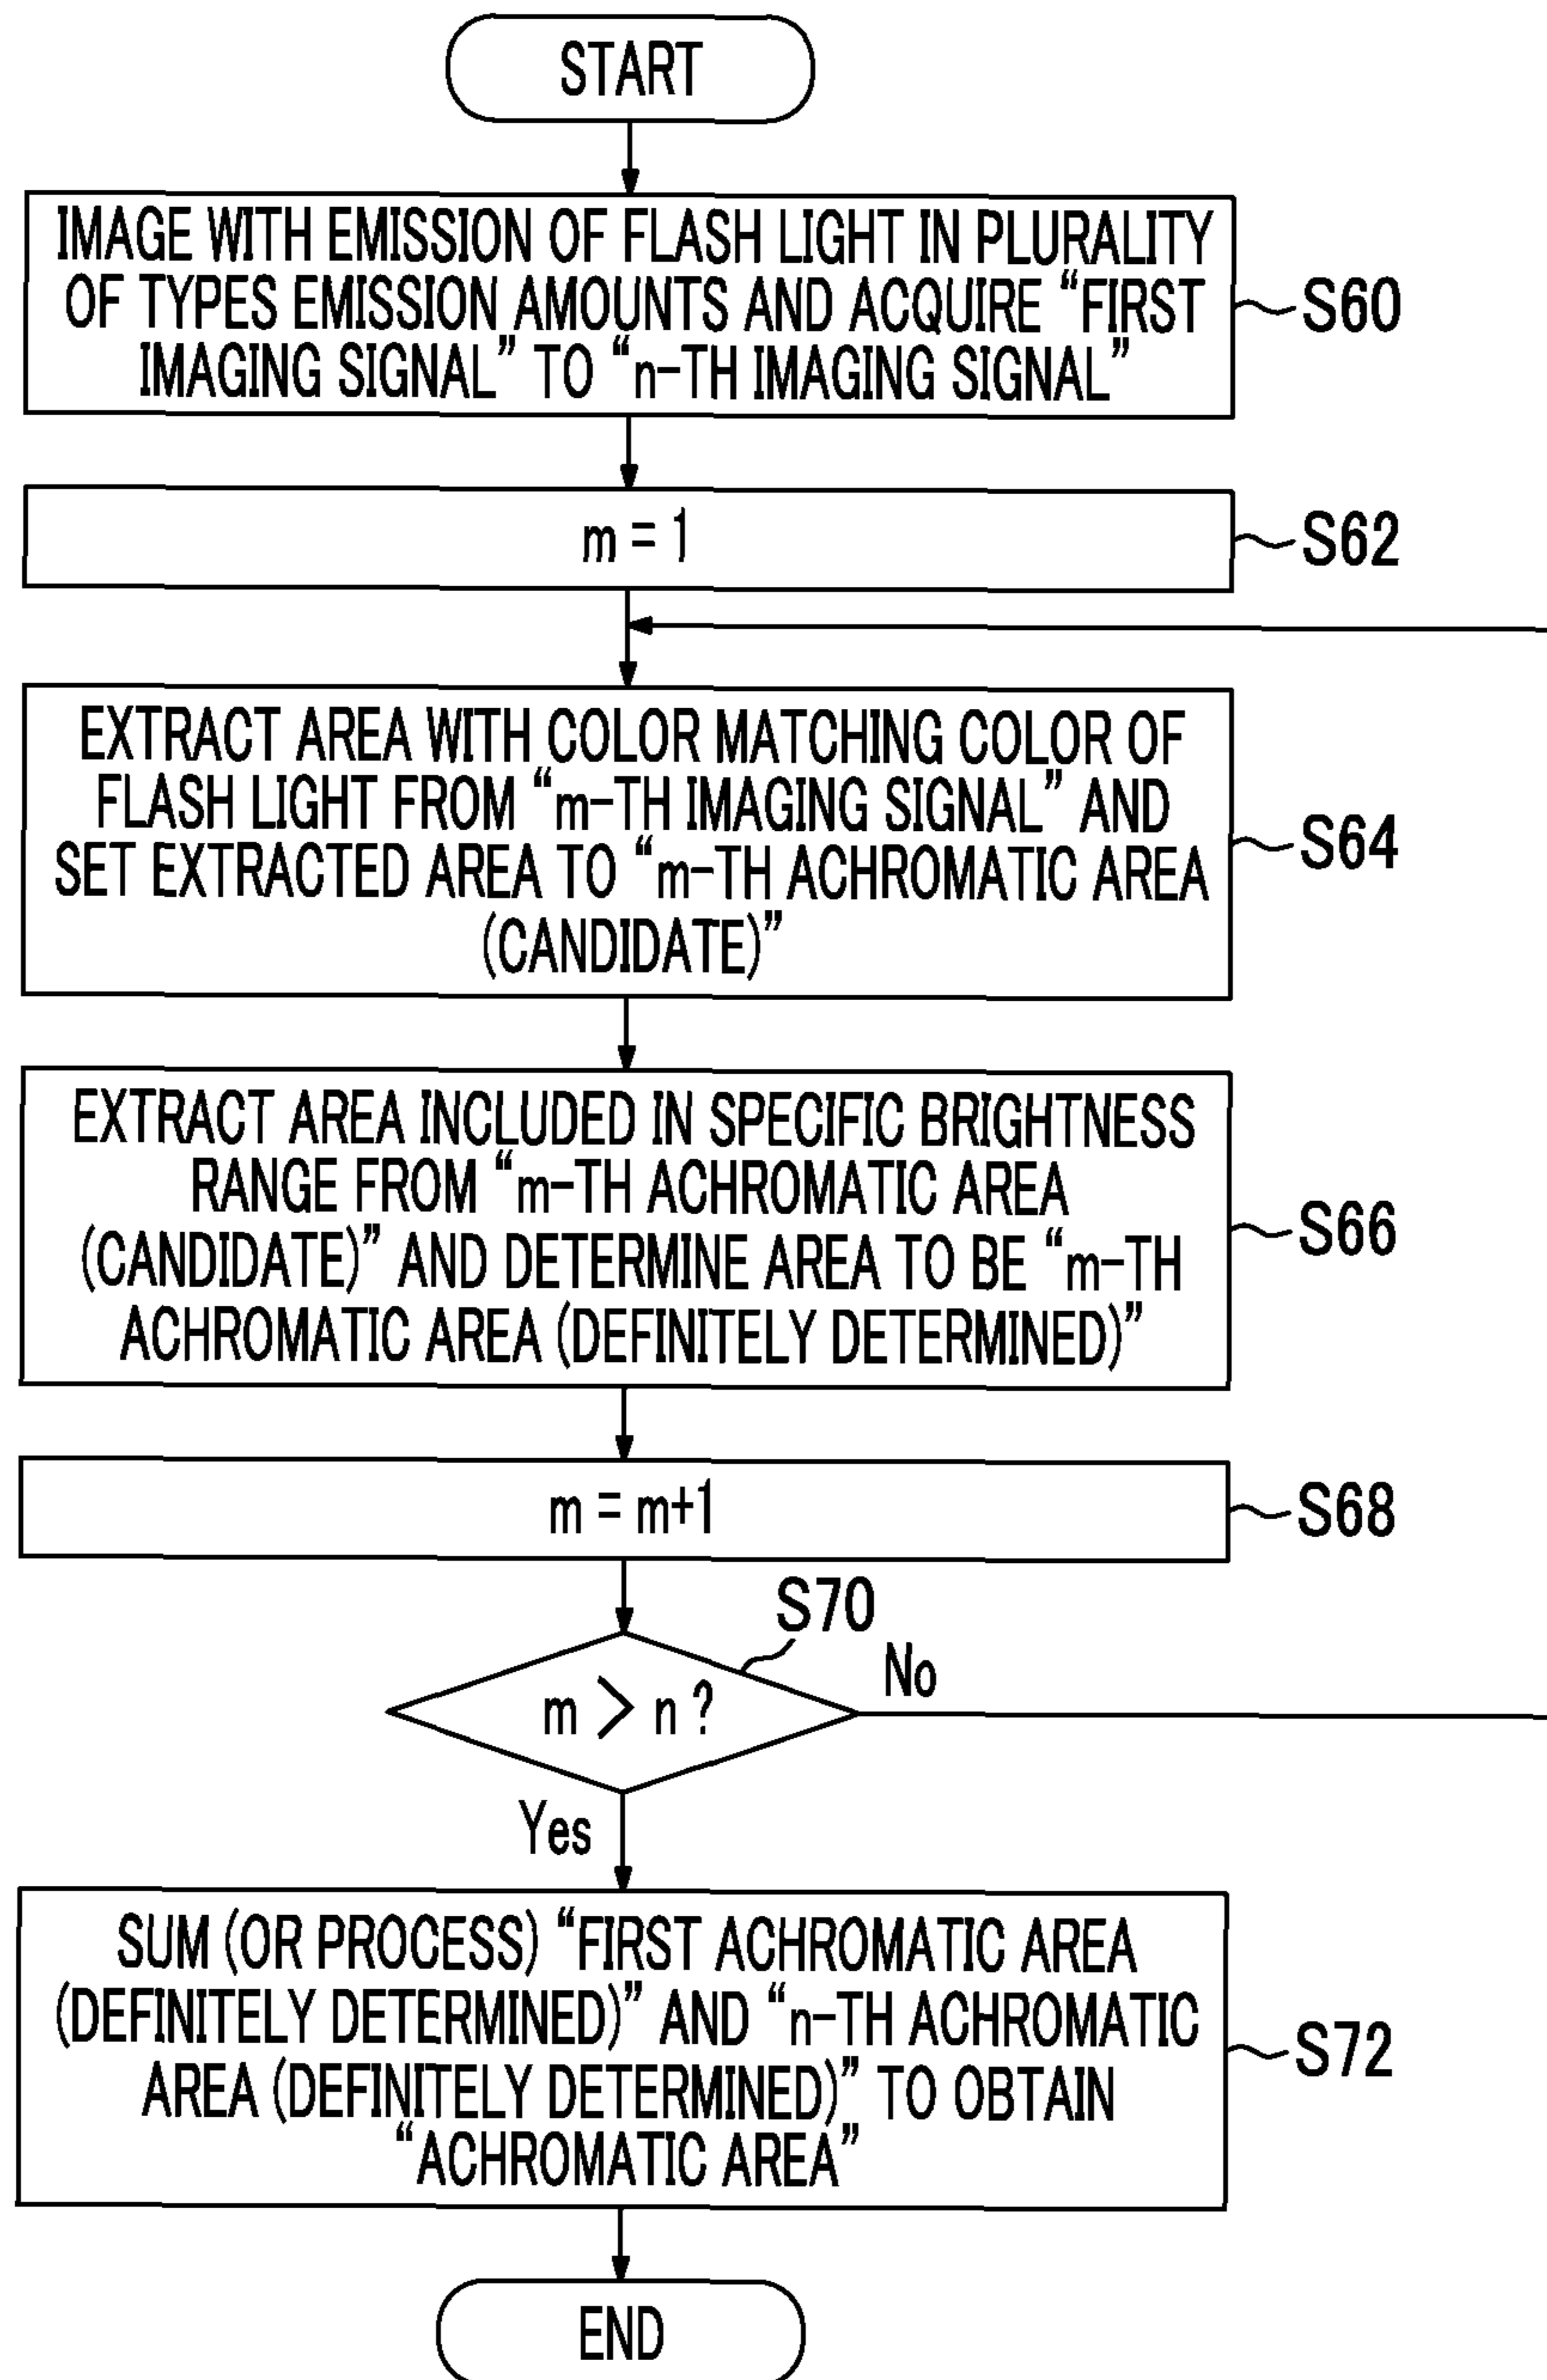 START
IMAGE WITH EMISSION OF FLASH LIGHT IN PLURALITY
OF TYPES EMISSION AMOUNTS AND ACQUIRE “FIRST
IMAGING SIGNAL” TO “n-TH IMAGING SIGNAL”
S60
m = 1
S62
EXTRACT AREA WITH COLOR MATCHING COLOR OF
FLASH LIGHT FROM “m-TH IMAGING SIGNAL” AND
SET EXTRACTED AREA TO “m-TH ACHROMATIC AREA
(CANDIDATE)”
S64
EXTRACT AREA INCLUDED IN SPECIFIC BRIGHTNESS
RANGE FROM “m-TH ACHROMATIC AREA
(CANDIDATE)” AND DETERMINE AREA TO BE “m-TH
ACHROMATIC AREA (DEFINITELY DETERMINED)”
S66
m = m+1
S68
S70
m > n ?
No
Yes
SUM (OR PROCESS) “FIRST ACHROMATIC AREA
(DEFINITELY DETERMINED)” AND “n-TH ACHROMATIC
AREA (DEFINITELY DETERMINED)” TO OBTAIN
“ACHROMATIC AREA”
S72
END